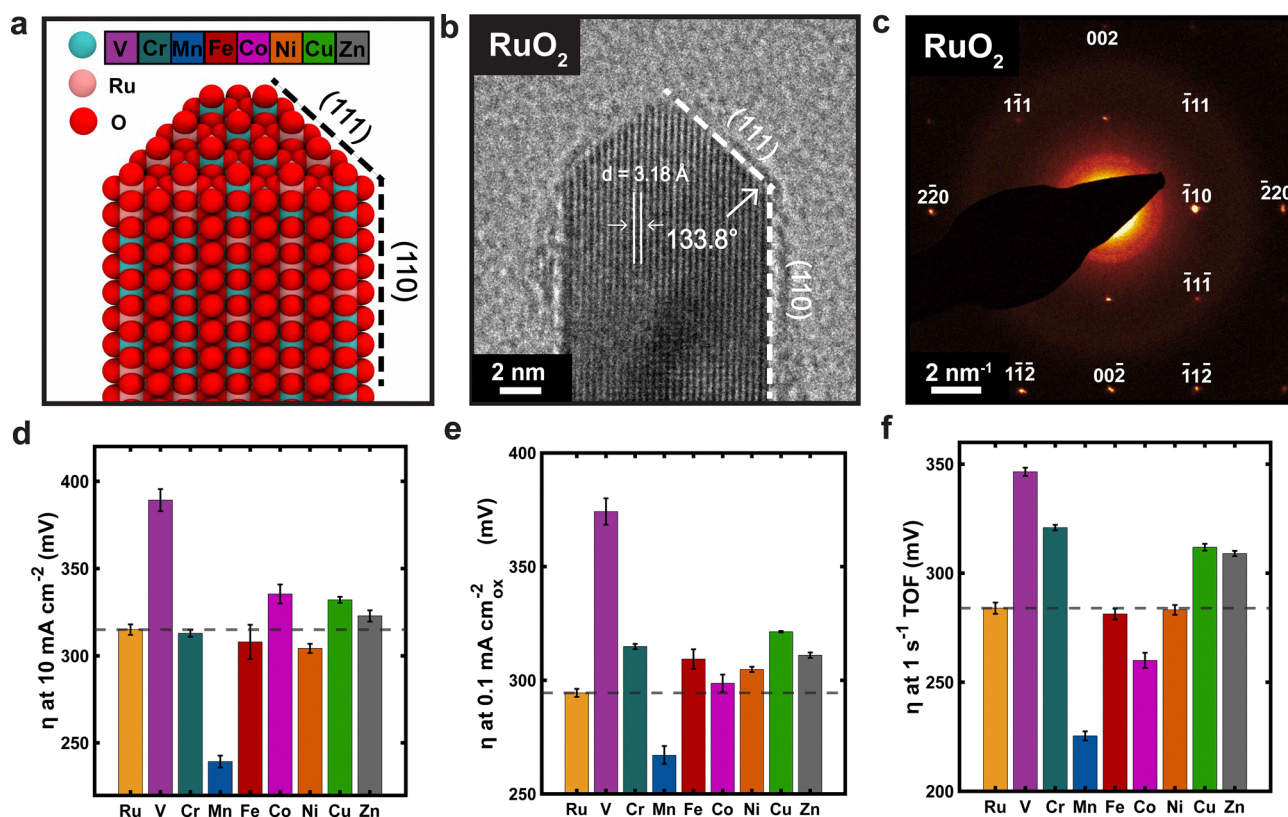 a
V Cr Mn Fe Co Ni Cu Zn
Ru
O
(111)
(110)
b
RuO₂
(111)
d = 3.18 Å
133.8°
(110)
2 nm
c
RuO₂
002
11̄1
1̄11
22̄0
1̄10
2̄20
1̄11̄
11̄2̄
002̄
1̄12̄
2 nm⁻¹
d
η at 10 mA cm⁻² (mV)
400
350
300
250
Ru V Cr Mn Fe Co Ni Cu Zn
e
η at 0.1 mA cm⁻²ox (mV)
400
350
300
250
Ru V Cr Mn Fe Co Ni Cu Zn
f
η at 1 s⁻¹ TOF (mV)
350
300
250
200
Ru V Cr Mn Fe Co Ni Cu Zn